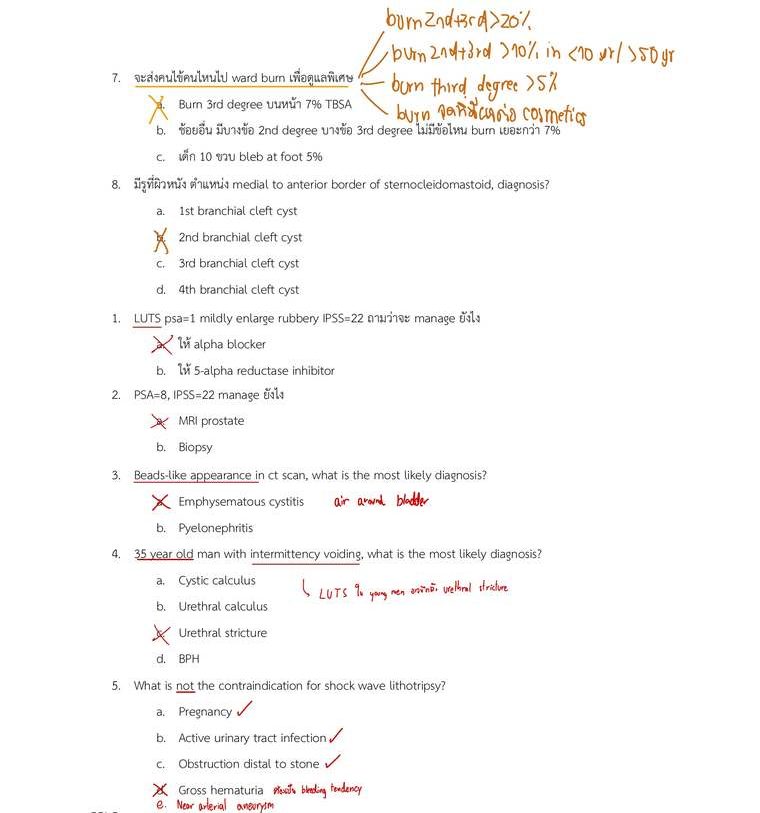 burn 2nd+3rd >20%
burn 2nd+3rd >10% in <10 yr/ >50 yr
7. จะส่งคนไข้คนไหนไป ward burn เพื่อดูแลพิเศษ
burn third degree >5%
a. Burn 3rd degree บนหน้า 7% TBSA
burn cosmetics
b. ช้อยอื่น มีบางข้อ 2nd degree บางข้อ 3rd degree ไม่มีข้อไหน burn เยอะกว่า 7%
c. เด็ก 10 ขวบ bleb at foot 5%
8. มีรูที่ผิวหนัง ตำแหน่ง medial to anterior border of sternocleidomastoid, diagnosis?
a. 1st branchial cleft cyst
b. 2nd branchial cleft cyst
c. 3rd branchial cleft cyst
d. 4th branchial cleft cyst
1. LUTS psa=1 mildly enlarge rubbery IPSS=22 ถามว่าจะ manage ยังไง
a. ให้ alpha blocker
b. ให้ 5-alpha reductase inhibitor
2. PSA=8, IPSS=22 manage ยังไง
a. MRI prostate
b. Biopsy
3. Beads-like appearance in ct scan, what is the most likely diagnosis?
a. Emphysematous cystitis air around bladder
b. Pyelonephritis
4. 35 year old man with intermittency voiding, what is the most likely diagnosis?
a. Cystic calculus
LUTS ใน young men urethral stricture
b. Urethral calculus
c. Urethral stricture
d. BPH
5. What is not the contraindication for shock wave lithotripsy?
a. Pregnancy ✓
b. Active urinary tract infection ✓
c. Obstruction distal to stone ✓
d. Gross hematuria ต้องเป็น bleeding tendency
e. Near arterial aneurysm